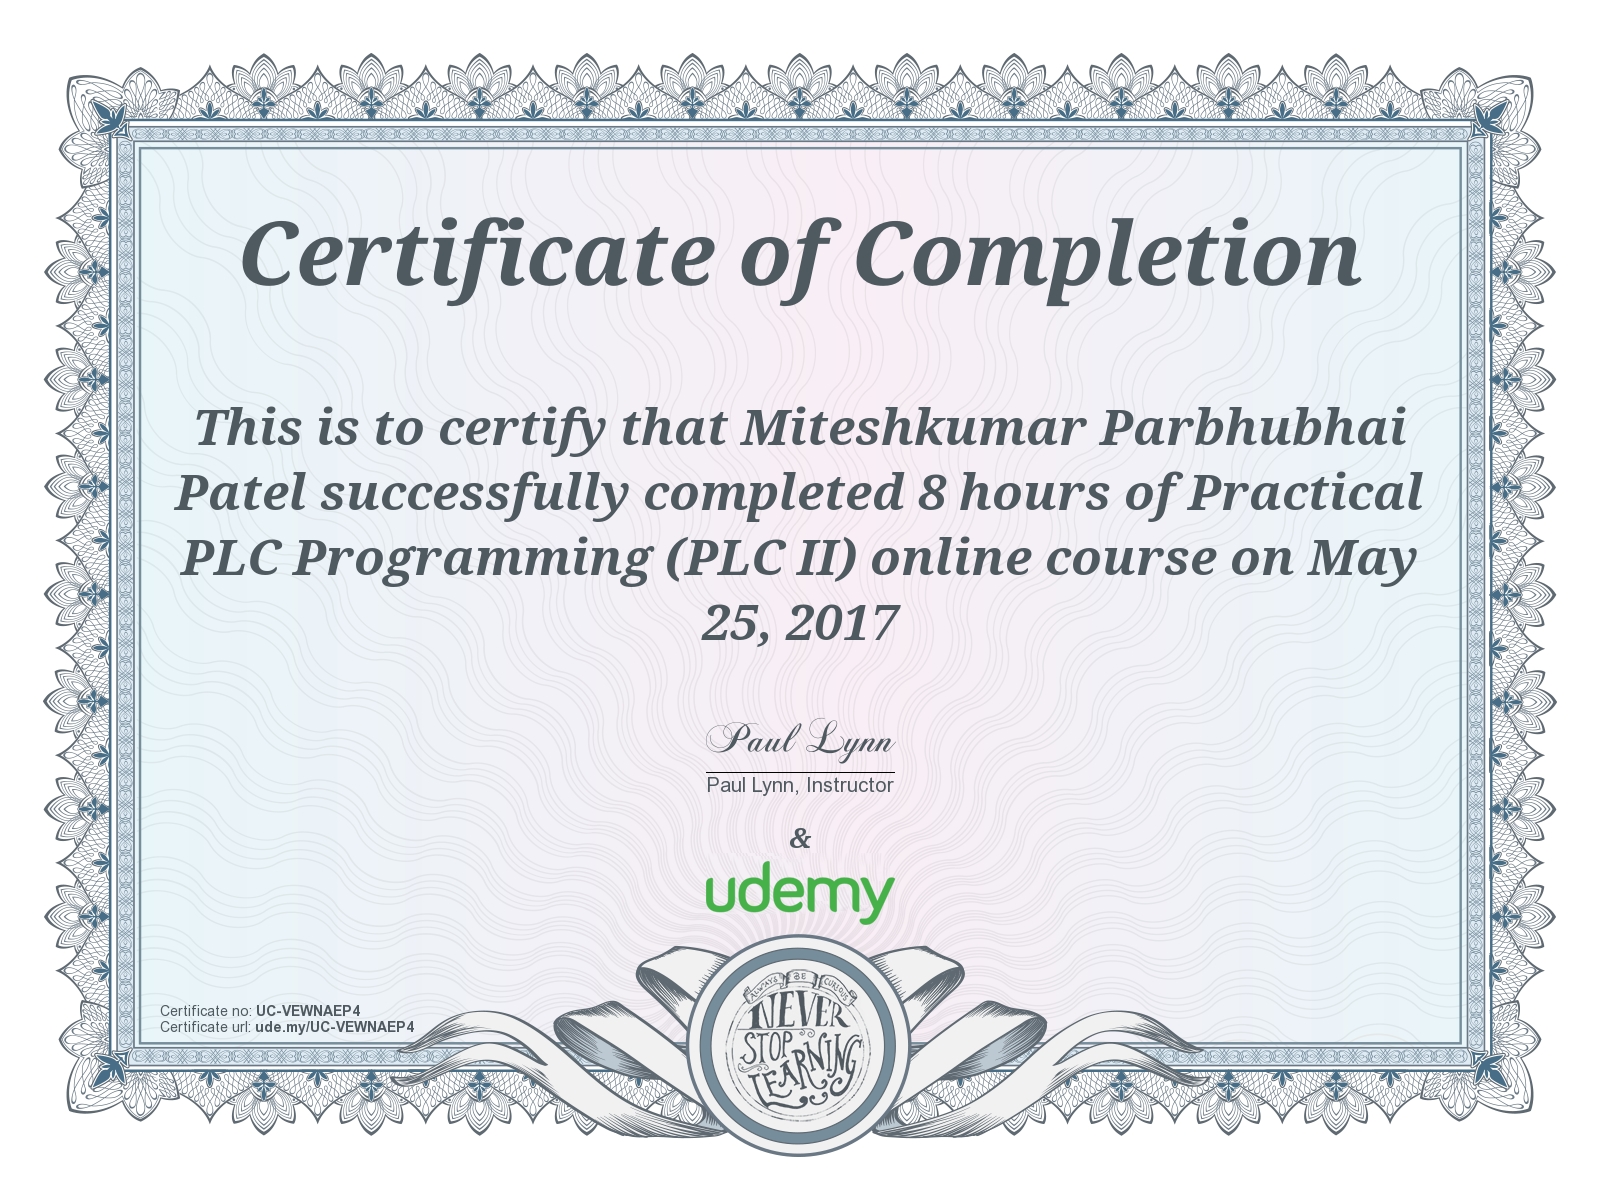 Certificate of Completion
This is to certify that Miteshkumar Parbhubhai
Patel successfully completed 8 hours of Practical
PLC Programming (PLC II) online course on May
25, 2017
Paul Lynn
Paul Lynn, Instructor
&
udemy
Certificate no: UC-VEWNAEP4
Certificate url: ude.my/UC-VEWNAEP4
ALWAYS BE CURIOUS
NEVER
STOP
LEARNING